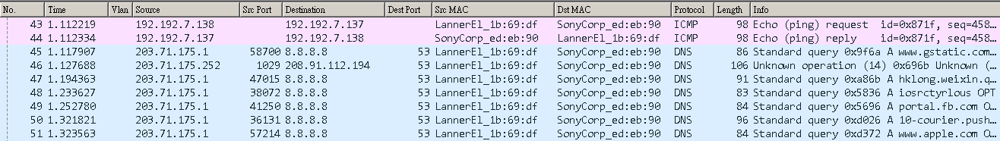 No. Time Vlan Source Src Port Destination Dest Port Src MAC Dst MAC Protocol Length Info
43 1.112219 192.192.7.138 192.192.7.137 LannerEl_1b:69:df SonyCorp_ed:eb:90 ICMP 98 Echo (ping) request id=0x871f, seq=458…
44 1.112334 192.192.7.137 192.192.7.138 SonyCorp_ed:eb:90 LannerEl_1b:69:df ICMP 98 Echo (ping) reply id=0x871f, seq=458…
45 1.117907 203.71.175.1 58700 8.8.8.8 53 LannerEl_1b:69:df SonyCorp_ed:eb:90 DNS 86 Standard query 0x9f6a A www.gstatic.com…
46 1.127688 203.71.175.252 1029 208.91.112.194 53 LannerEl_1b:69:df SonyCorp_ed:eb:90 DNS 106 Unknown operation (14) 0x696b Unknown (…
47 1.194363 203.71.175.1 47015 8.8.8.8 53 LannerEl_1b:69:df SonyCorp_ed:eb:90 DNS 91 Standard query 0xa86b A hklong.weixin.q…
48 1.233627 203.71.175.1 38072 8.8.8.8 53 LannerEl_1b:69:df SonyCorp_ed:eb:90 DNS 83 Standard query 0x5836 A iosrctyrlous OPT
49 1.252780 203.71.175.1 41250 8.8.8.8 53 LannerEl_1b:69:df SonyCorp_ed:eb:90 DNS 84 Standard query 0x5696 A portal.fb.com O…
50 1.321821 203.71.175.1 36131 8.8.8.8 53 LannerEl_1b:69:df SonyCorp_ed:eb:90 DNS 96 Standard query 0xd026 A 10-courier.push…
51 1.323563 203.71.175.1 57214 8.8.8.8 53 LannerEl_1b:69:df SonyCorp_ed:eb:90 DNS 84 Standard query 0xd372 A www.apple.com O…